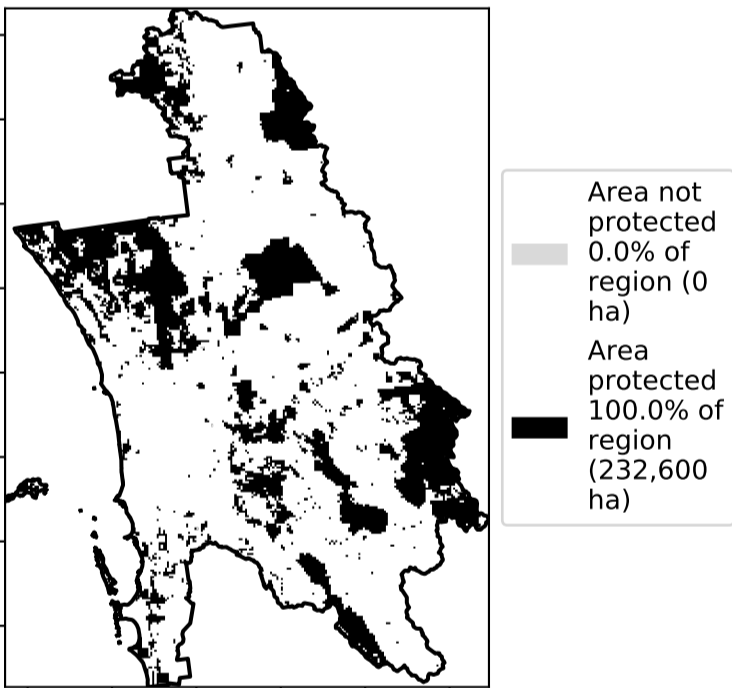 Area not
protected
0.0% of
region (0
ha)
Area
protected
100.0% of
region
(232,600
ha)